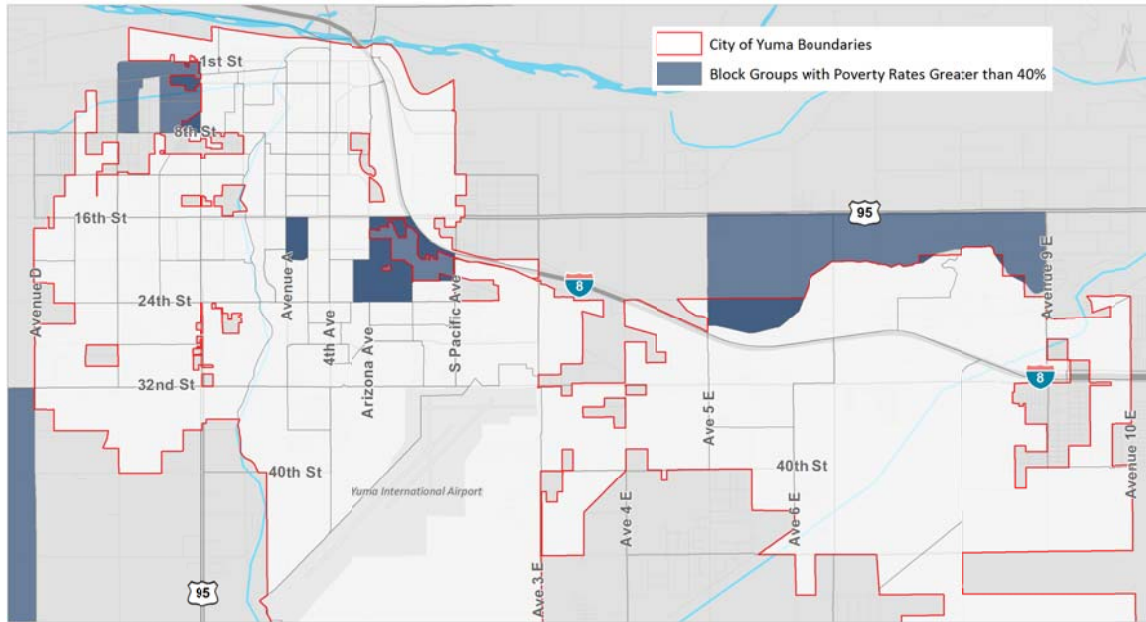 N
City of Yuma Boundaries
Block Groups with Poverty Rates Greater than 40%
1st St
8th St
16th St
95
Avenue D
Avenue A
4th Ave
Arizona Ave
S Pacific Ave
8
Avenue 9 E
24th St
32nd St
8
Ave 5 E
Avenue 10 E
40th St
40th St
Yuma International Airport
Ave 3 E
Ave 4 E
Ave 6 E
95